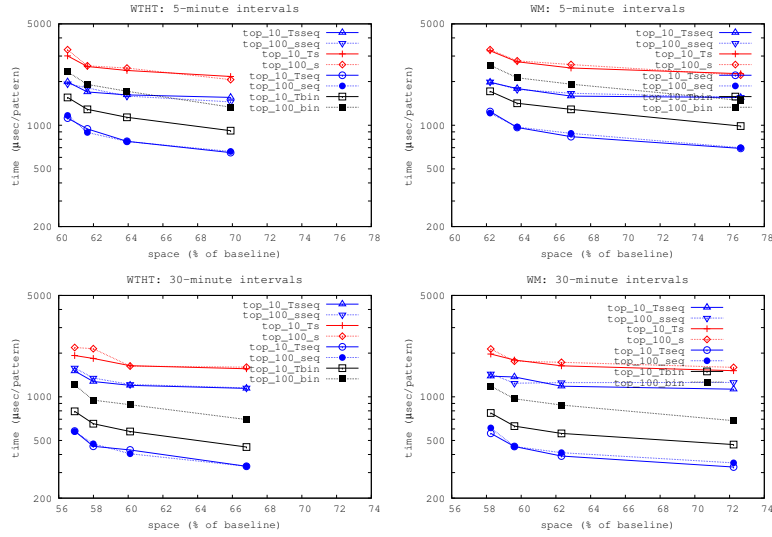 WTHT: 5-minute intervals
5000
1000
500
200
60 62 64 66 68 70 72 74 76 78
time (µsec/pattern)
space (% of baseline)
top_10_Tsseq
top_100_sseq
top_10_Ts
top_100_s
top_10_Tseq
top_100_seq
top_10_Tbin
top_100_bin
WM: 5-minute intervals
5000
1000
500
200
60 62 64 66 68 70 72 74 76 78
time (µsec/pattern)
space (% of baseline)
top_10_Tsseq
top_100_sseq
top_10_Ts
top_100_s
top_10_Tseq
top_100_seq
top_10_Tbin
top_100_bin
WTHT: 30-minute intervals
5000
1000
500
200
56 58 60 62 64 66 68 70 72 74
time (µsec/pattern)
space (% of baseline)
top_10_Tsseq
top_100_sseq
top_10_Ts
top_100_s
top_10_Tseq
top_100_seq
top_10_Tbin
top_100_bin
WM: 30-minute intervals
5000
1000
500
200
56 58 60 62 64 66 68 70 72 74
time (µsec/pattern)
space (% of baseline)
top_10_Tsseq
top_100_sseq
top_10_Ts
top_100_s
top_10_Tseq
top_100_seq
top_10_Tbin
top_100_bin